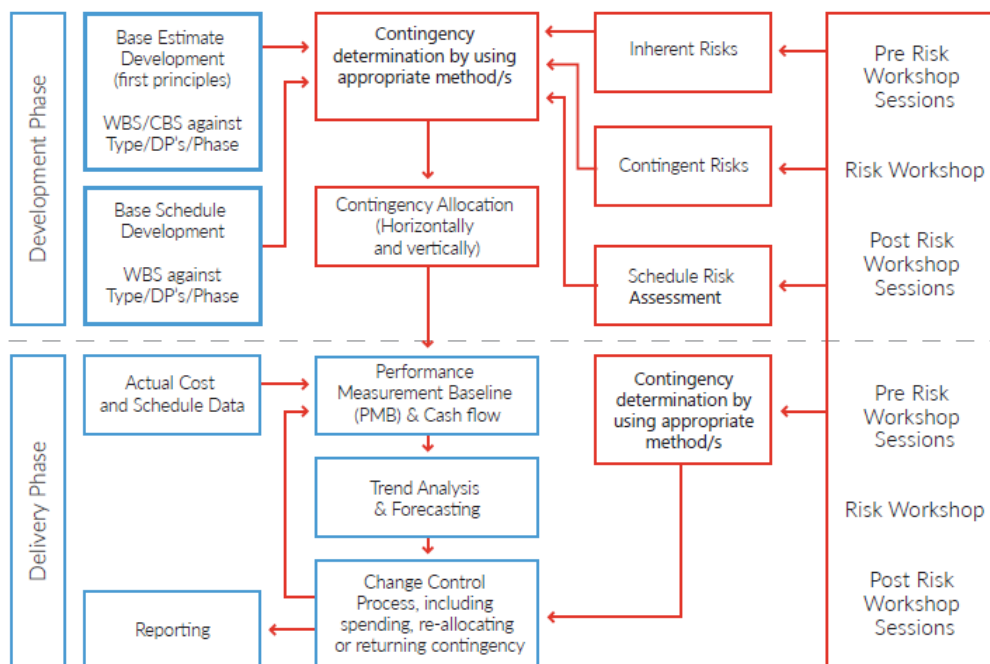 Development Phase
Base Estimate
Development
(first principles)
WBS/CBS against
Type/DP's/Phase
Base Schedule
Development
WBS against
Type/DP's/Phase
Contingency
determination by using
appropriate method/s
Contingency Allocation
(Horizontally
and vertically)
Inherent Risks
Contingent Risks
Schedule Risk
Assessment
Pre Risk
Workshop
Sessions
Risk Workshop
Post Risk
Workshop
Sessions
Delivery Phase
Actual Cost
and Schedule Data
Reporting
Performance
Measurement Baseline
(PMB) & Cash flow
Trend Analysis
& Forecasting
Change Control
Process, including
spending, re-allocating
or returning contingency
Contingency
determination by
using appropriate
method/s
Pre Risk
Workshop
Sessions
Risk Workshop
Post Risk
Workshop
Sessions